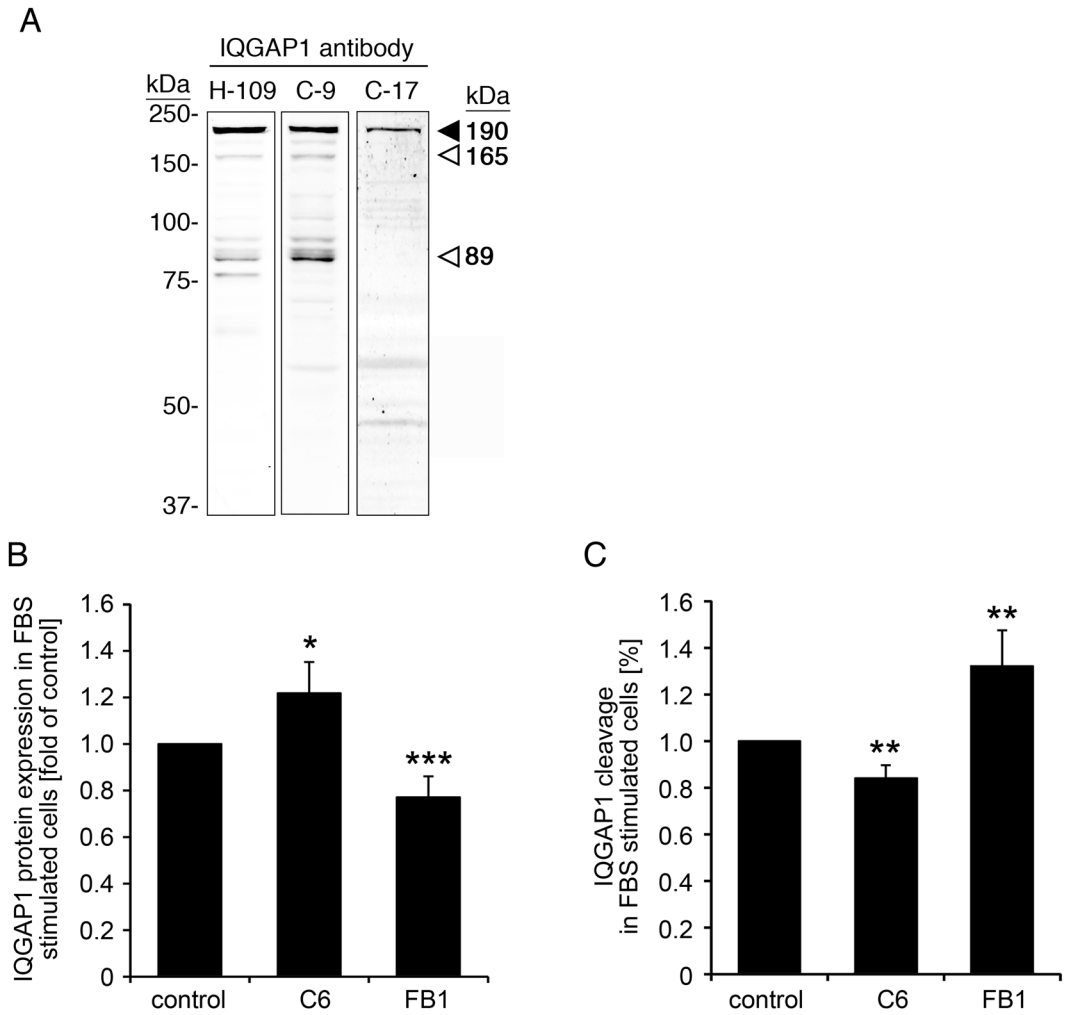 A
IQGAP1 antibody
kDa H-109 C-9 C-17 kDa
250-
190
165
150-
100-
89
75-
50-
37-
B
IQGAP1 protein expression in FBS
stimulated cells [fold of control]
1.6
1.4
1.2
1.0
0.8
0.6
0.4
0.2
0
*
***
control C6 FB1
C
IQGAP1 cleavage
in FBS stimulated cells [%]
1.6
1.4
1.2
1.0
0.8
0.6
0.4
0.2
0
**
**
control C6 FB1